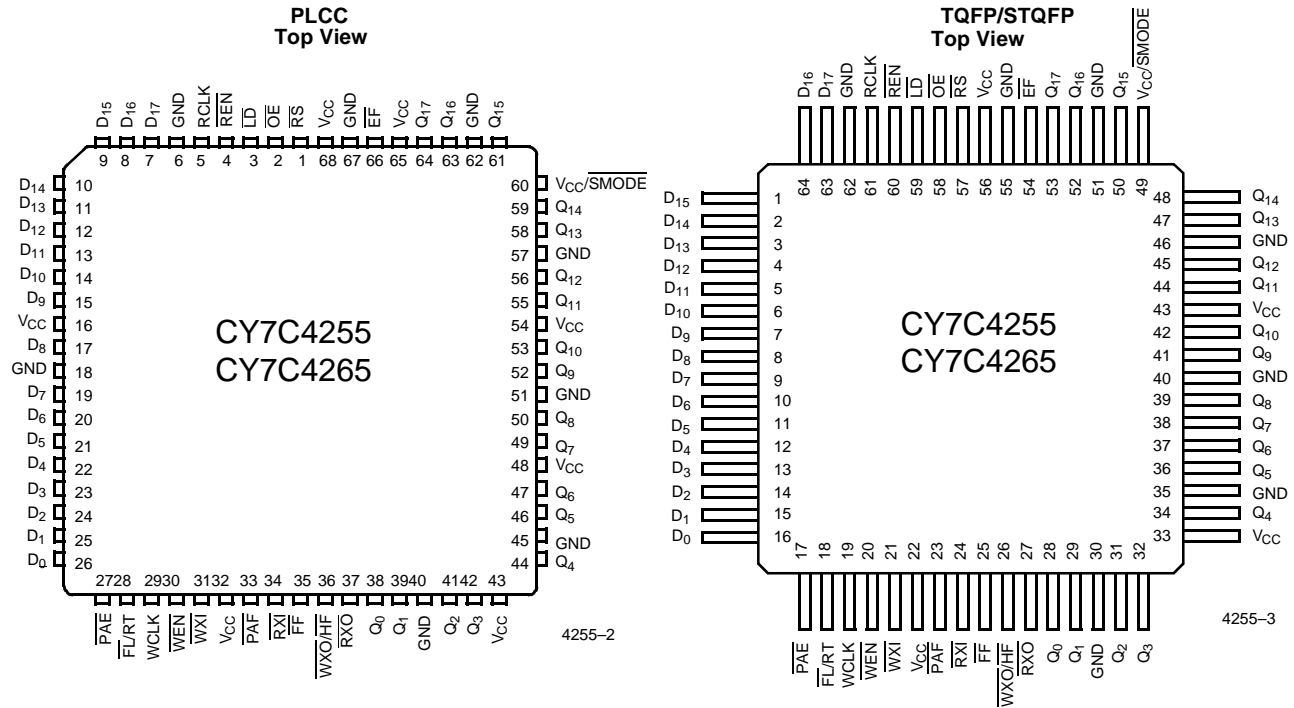 PLCC
Top View
D15 D16 D17 GND RCLK REN LD OE RS VCC GND EF VCC Q17 Q16 GND Q15
9 8 7 6 5 4 3 2 1 68 67 66 65 64 63 62 61
D14 10
D13 11
D12 12
D11 13
D10 14
D9 15
VCC 16
D8 17
GND 18
D7 19
D6 20
D5 21
D4 22
D3 23
D2 24
D1 25
D0 26
CY7C4255
CY7C4265
60 VCC/SMODE
59 Q14
58 Q13
57 GND
56 Q12
55 Q11
54 VCC
53 Q10
52 Q9
51 GND
50 Q8
49 Q7
48 VCC
47 Q6
46 Q5
45 GND
44 Q4
27 28 29 30 31 32 33 34 35 36 37 38 39 40 41 42 43
PAE FL/RT WCLK WEN WXI VCC PAF RXI FF WXO/HF RXO Q0 Q1 GND Q2 Q3 VCC
4255–2
TQFP/STQFP
Top View
D16 D17 GND RCLK REN LD OE RS VCC GND EF Q17 Q16 GND Q15 VCC/SMODE
64 63 62 61 60 59 58 57 56 55 54 53 52 51 50 49
D15 1
D14 2
D13 3
D12 4
D11 5
D10 6
D9 7
D8 8
D7 9
D6 10
D5 11
D4 12
D3 13
D2 14
D1 15
D0 16
CY7C4255
CY7C4265
48 Q14
47 Q13
46 GND
45 Q12
44 Q11
43 VCC
42 Q10
41 Q9
40 GND
39 Q8
38 Q7
37 Q6
36 Q5
35 GND
34 Q4
33 VCC
17 18 19 20 21 22 23 24 25 26 27 28 29 30 31 32
PAE FL/RT WCLK WEN WXI VCC PAF RXI FF WXO/HF RXO Q0 Q1 GND Q2 Q3
4255–3